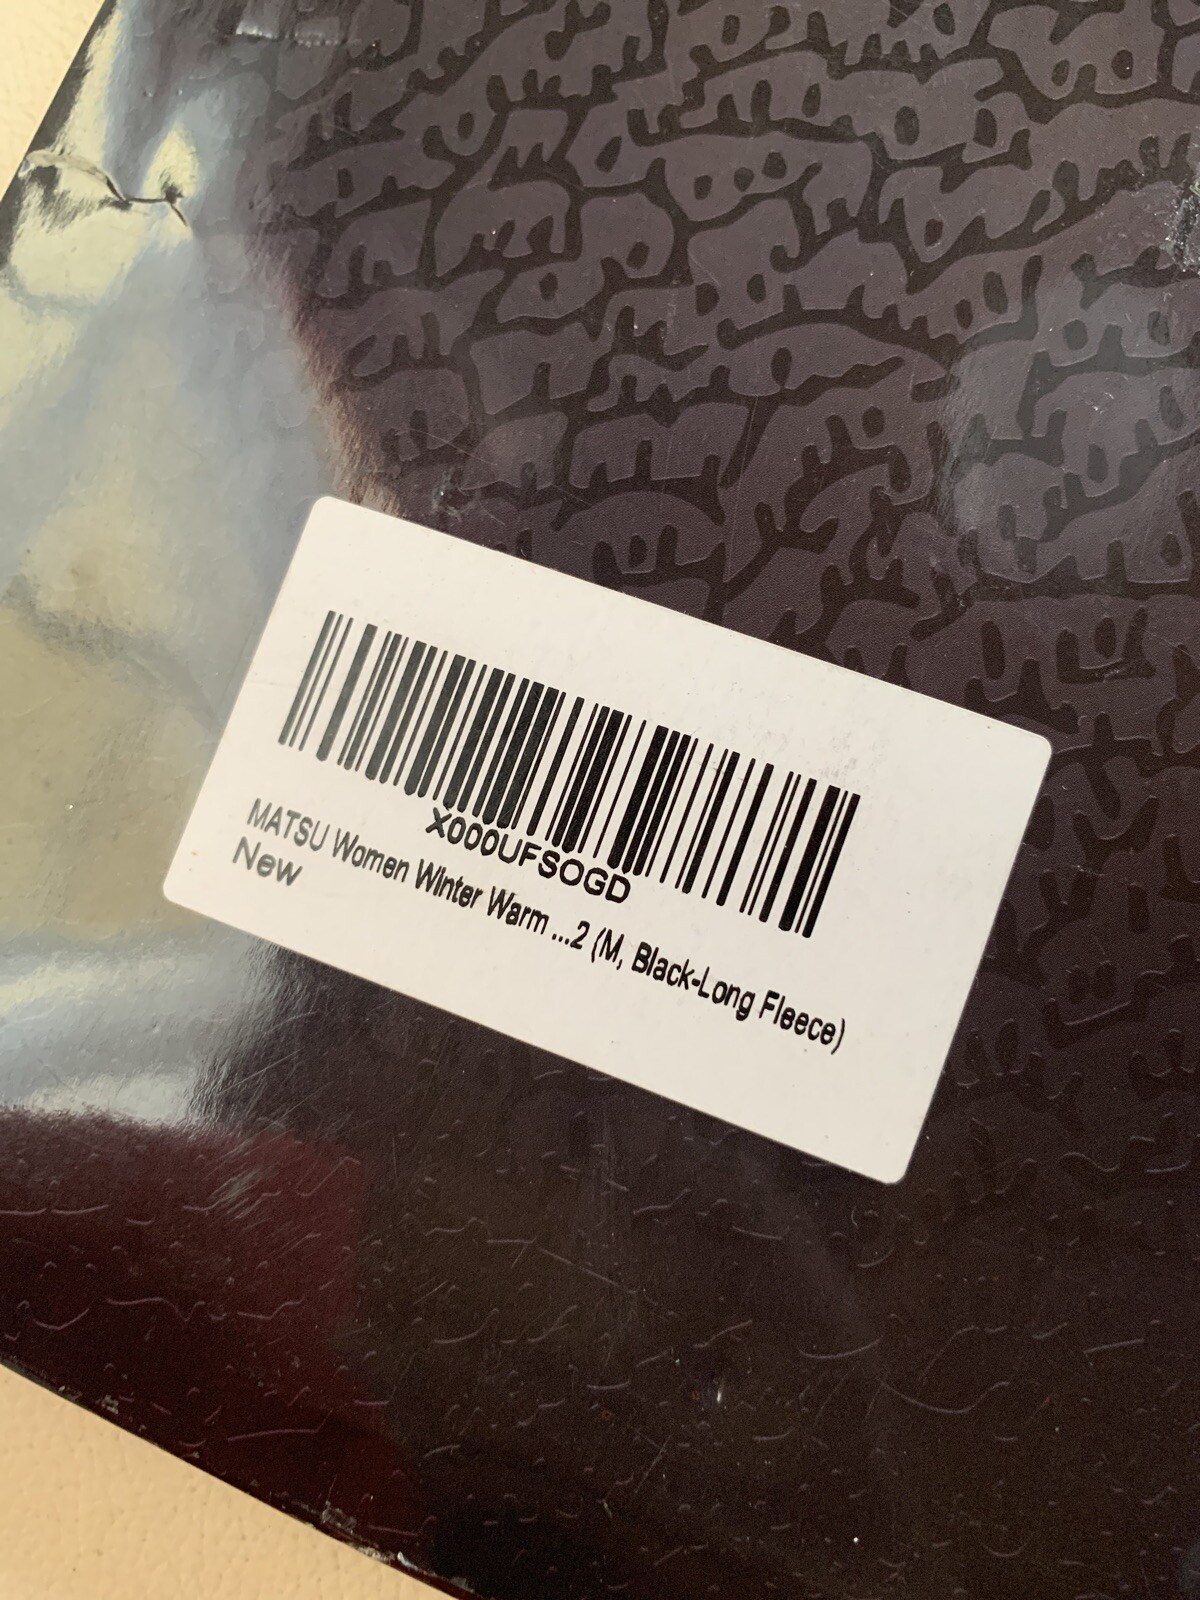 X000UFSOGD
MATSU Women Winter Warm ...2 (M, Black-Long Fleece)
New